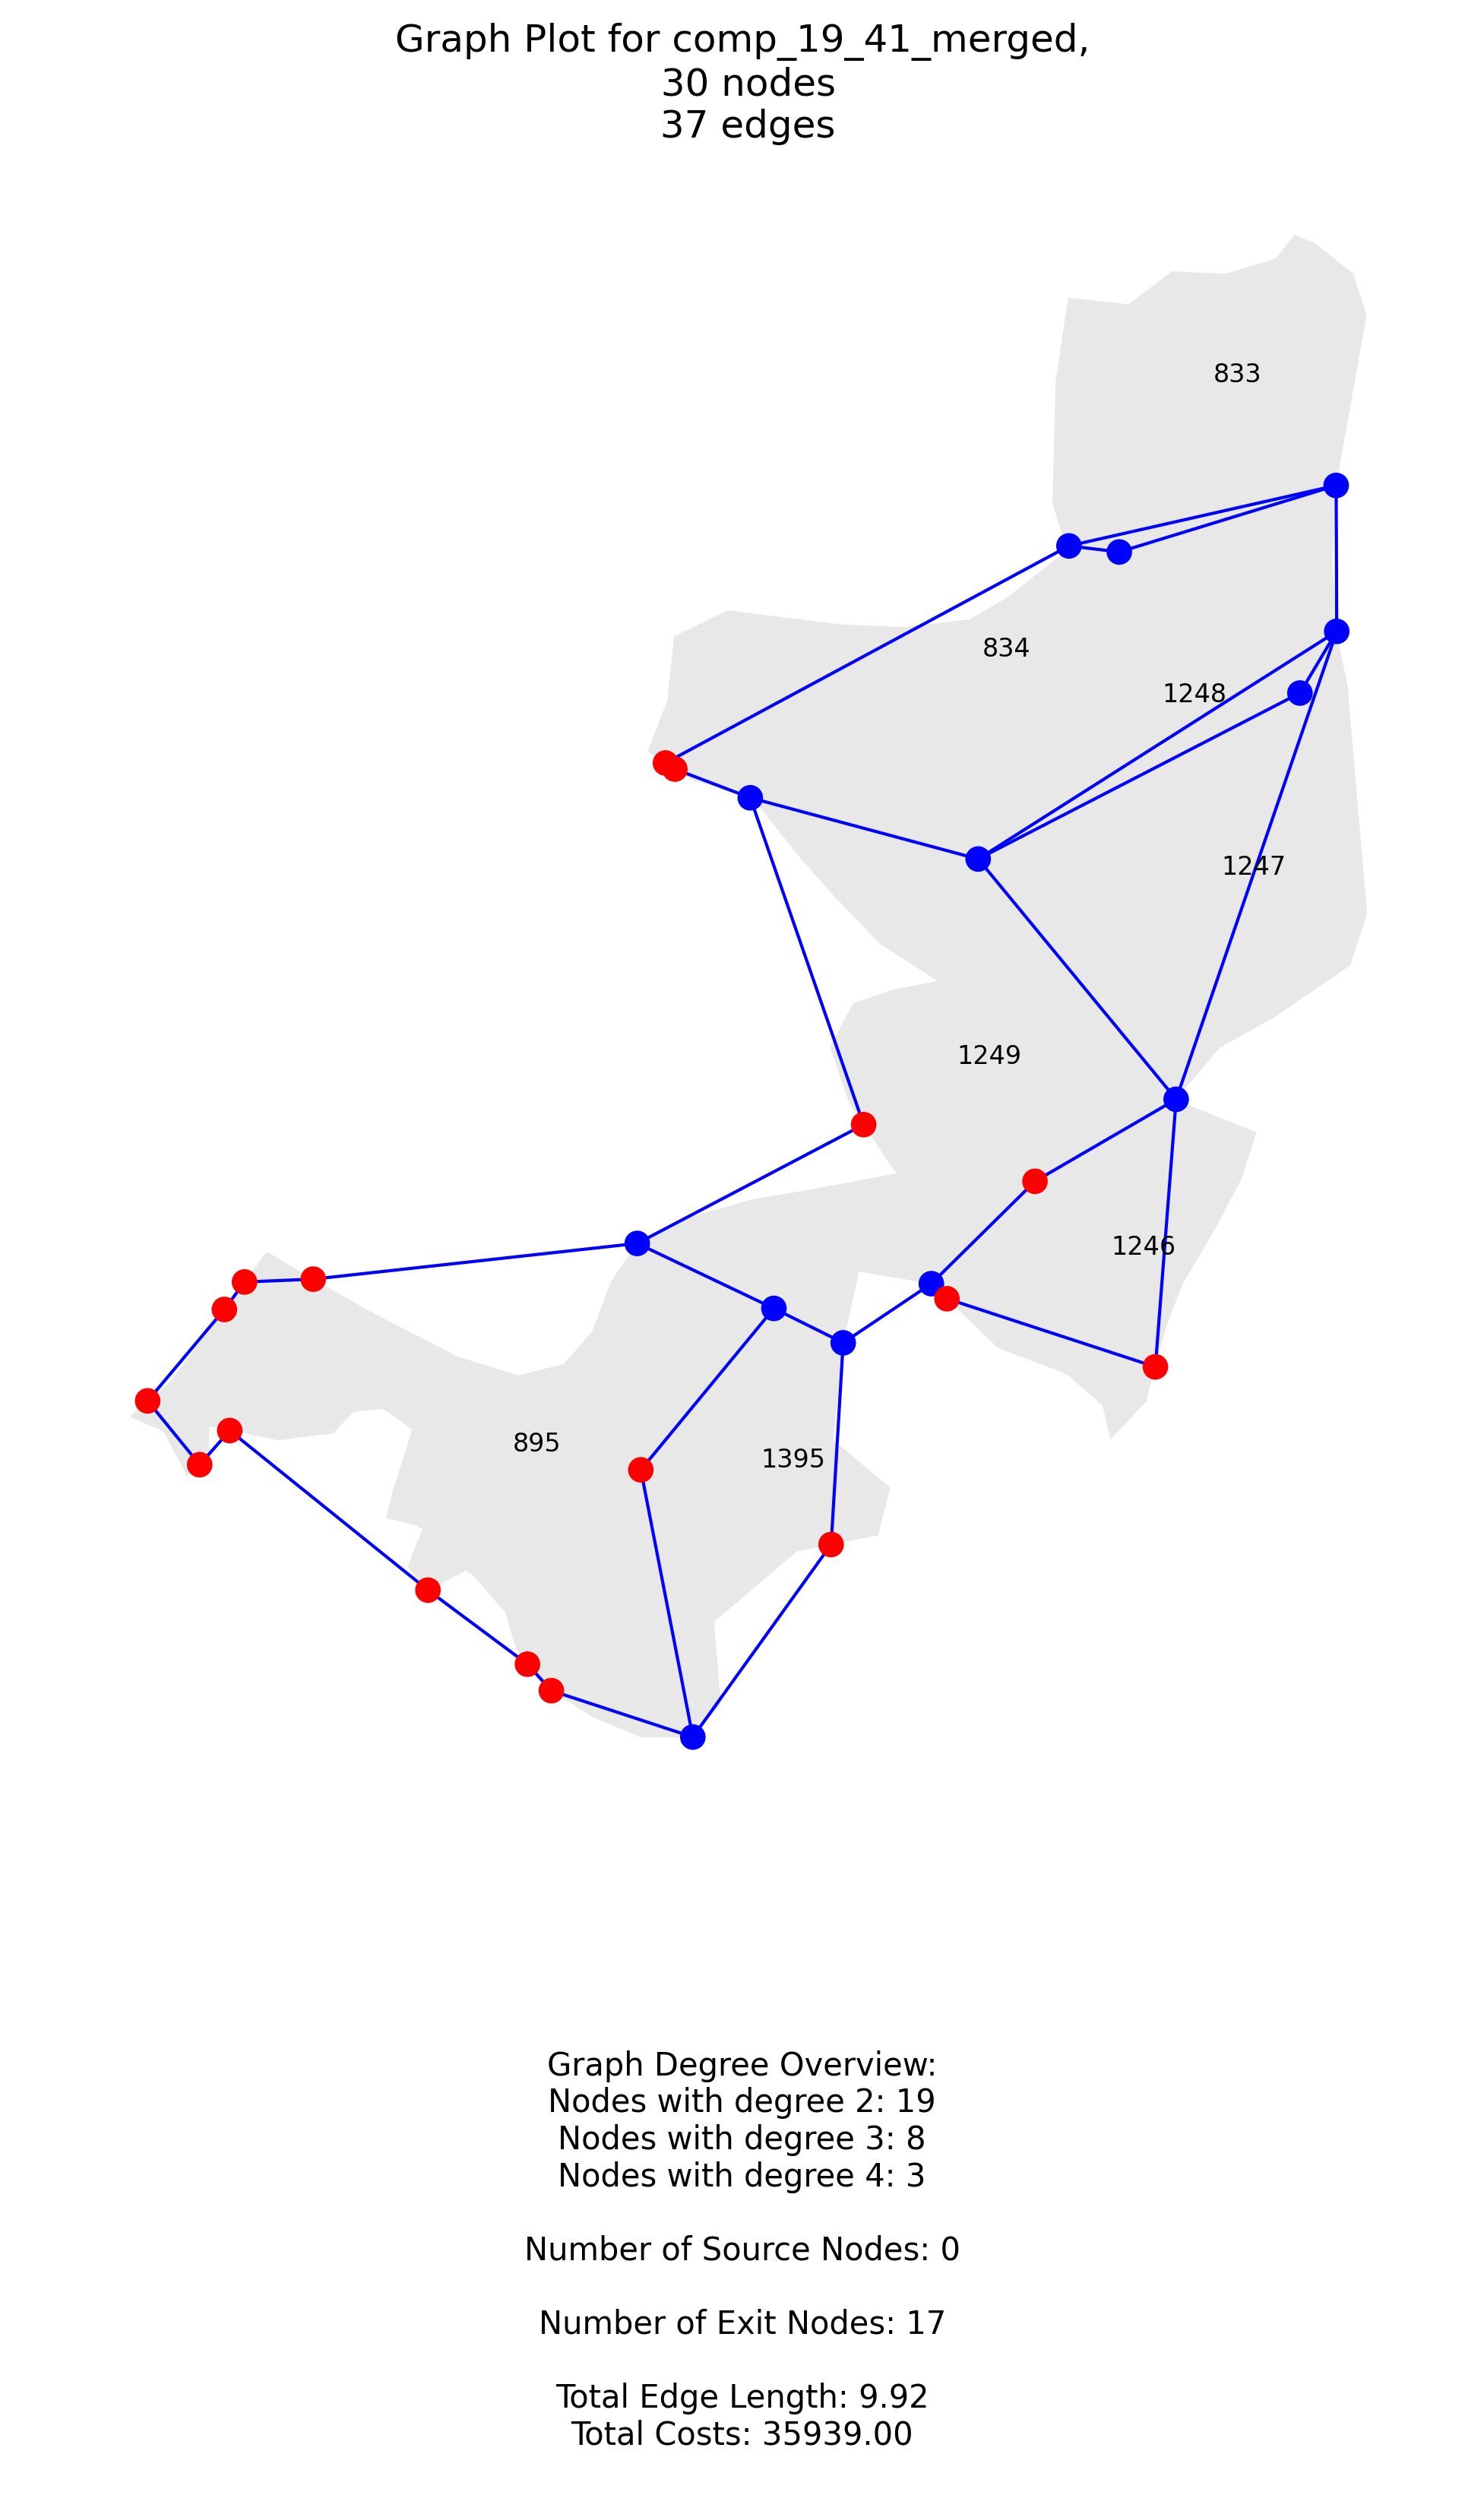 Graph Plot for comp_19_41_merged,
30 nodes
37 edges
833
834
1248
1247
1249
1246
895
1395
Graph Degree Overview:
Nodes with degree 2: 19
Nodes with degree 3: 8
Nodes with degree 4: 3
Number of Source Nodes: 0
Number of Exit Nodes: 17
Total Edge Length: 9.92
Total Costs: 35939.00